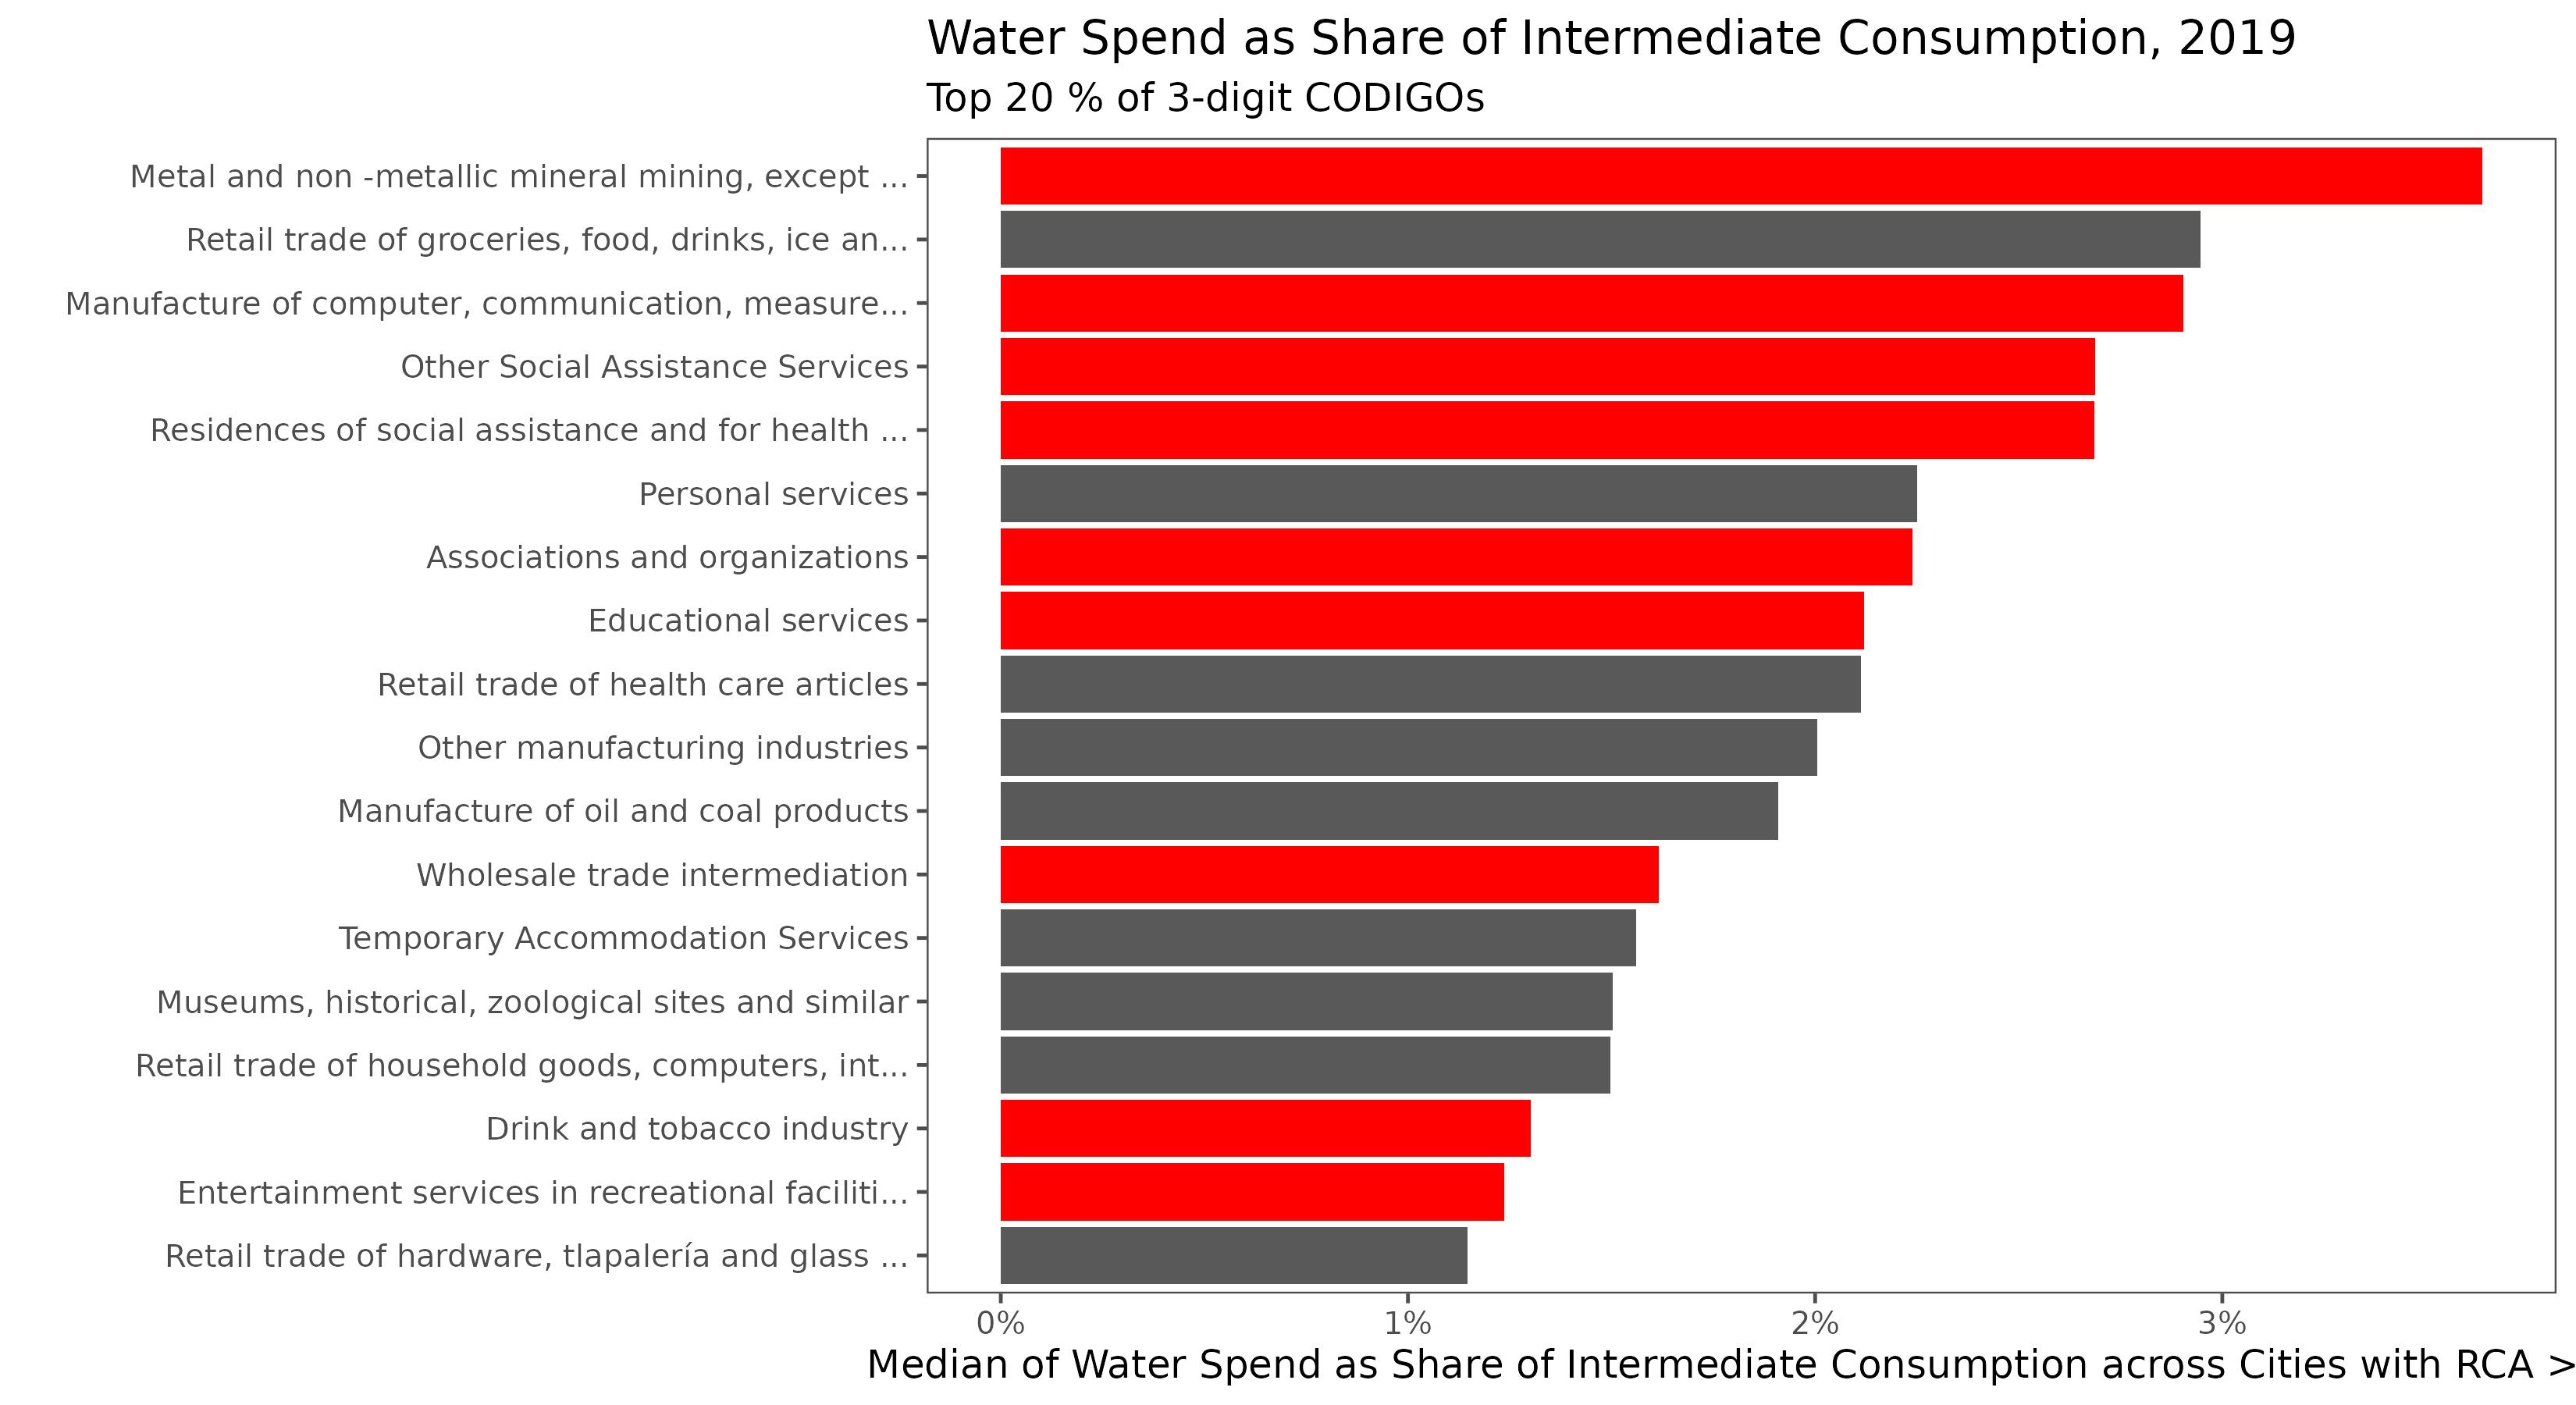 Water Spend as Share of Intermediate Consumption, 2019
Top 20 % of 3-digit CODIGOs
Metal and non -metallic mineral mining, except ...
Retail trade of groceries, food, drinks, ice an...
Manufacture of computer, communication, measure...
Other Social Assistance Services
Residences of social assistance and for health ...
Personal services
Associations and organizations
Educational services
Retail trade of health care articles
Other manufacturing industries
Manufacture of oil and coal products
Wholesale trade intermediation
Temporary Accommodation Services
Museums, historical, zoological sites and similar
Retail trade of household goods, computers, int...
Drink and tobacco industry
Entertainment services in recreational faciliti...
Retail trade of hardware, tlapalería and glass ...
0% 1% 2% 3%
Median of Water Spend as Share of Intermediate Consumption across Cities with RCA >